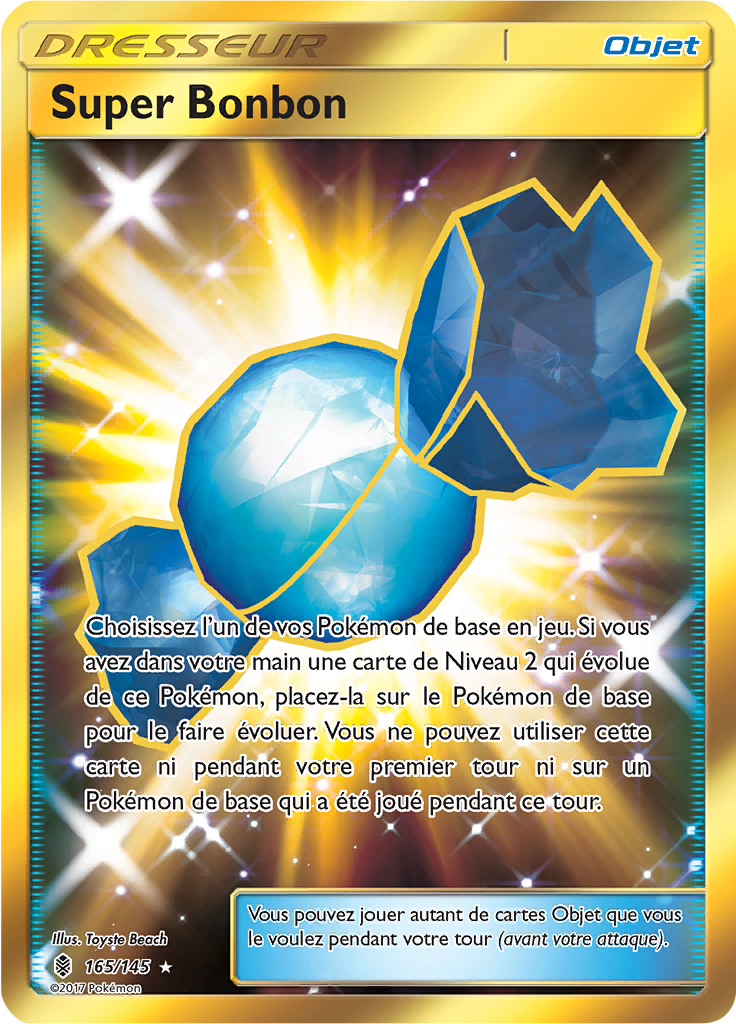 DRESSEUR
Objet
Super Bonbon
Choisissez l'un de vos Pokémon de base en jeu. Si vous
avez dans votre main une carte de Niveau 2 qui évolue
de ce Pokémon, placez-la sur le Pokémon de base
pour le faire évoluer. Vous ne pouvez utiliser cette
carte ni pendant votre premier tour ni sur un
Pokémon de base qui a été joué pendant ce tour.
Vous pouvez jouer autant de cartes Objet que vous
le voulez pendant votre tour (avant votre attaque).
Illus. Toyste Beach
165/145 ★
©2017 Pokémon